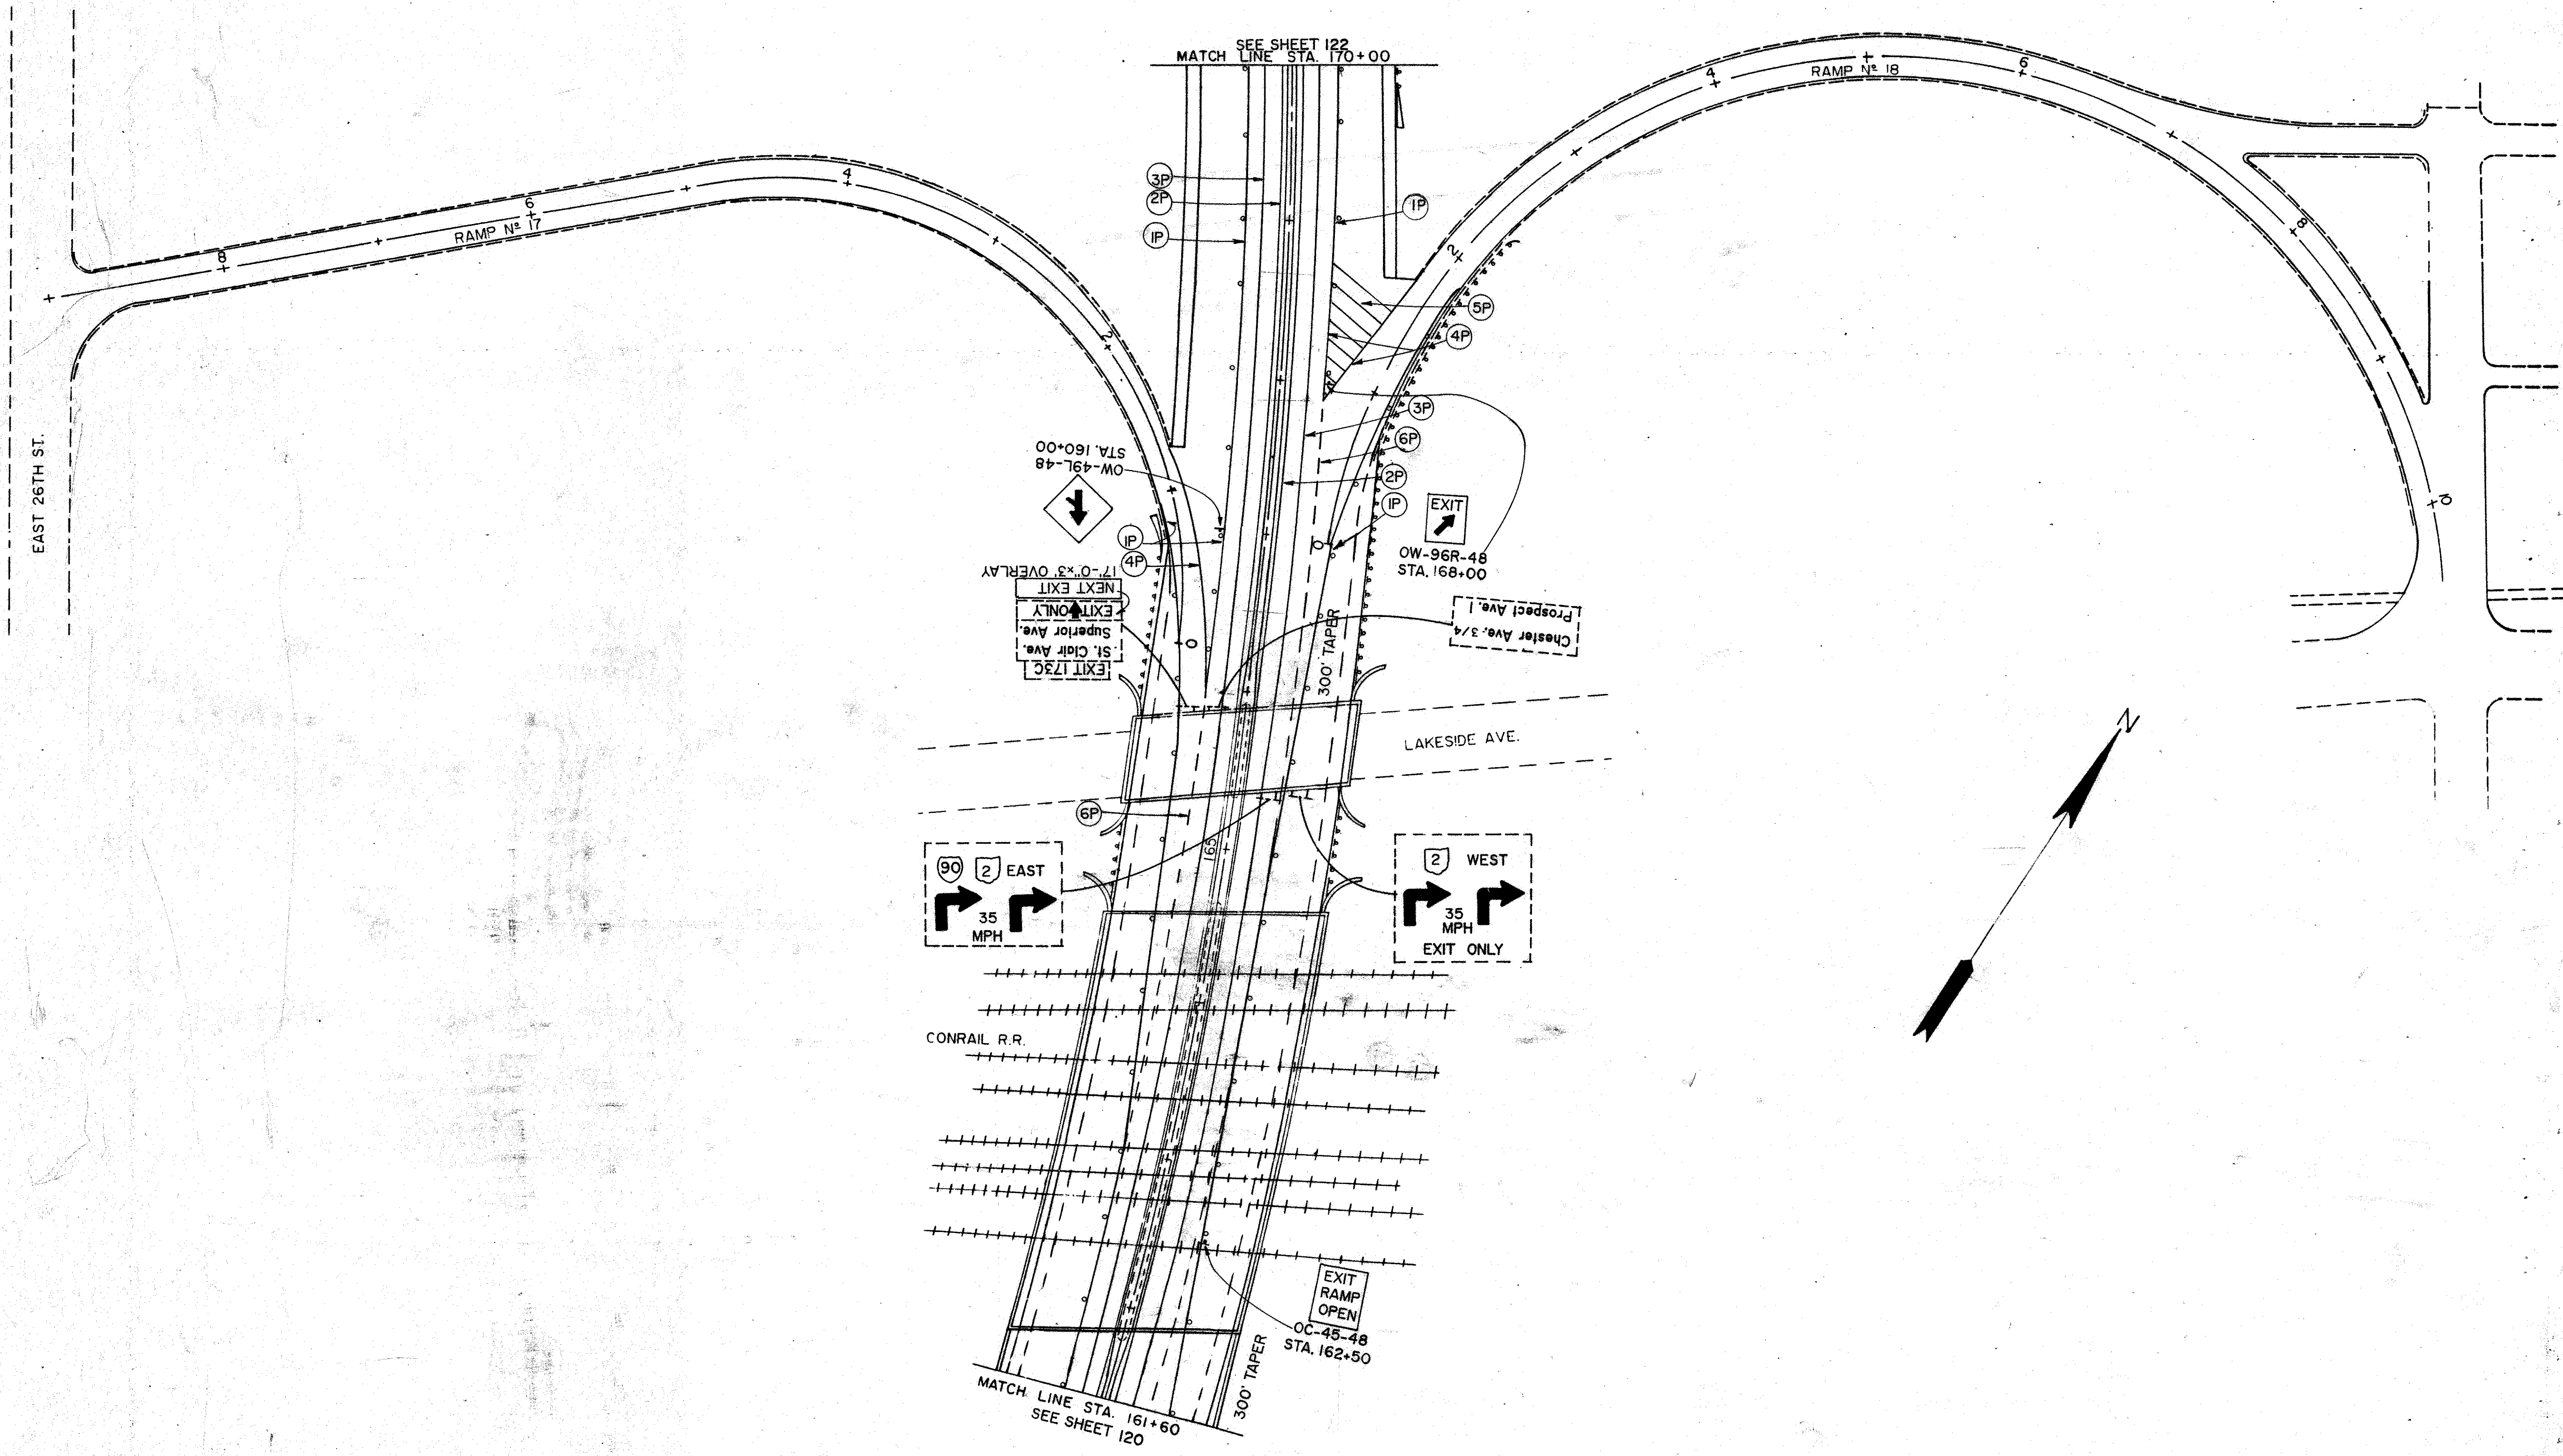 SEE SHEET 122
MATCH LINE STA. 170+00
4
RAMP Nº 18
6
8
10
2
4
6
RAMP Nº 17
8
2
3P
2P
1P
1P
5P
4P
3P
6P
2P
1P
EAST 26TH ST.
OW-49L-48
STA. 160+00
1P
4P
EXIT
OW-96R-48
STA. 168+00
17'-0"x3' OVERLAY
NEXT EXIT
EXIT ONLY
Superior Ave.
St. Clair Ave.
EXIT 173C
0
0
300' TAPER
Chester Ave. 3/4
Prospect Ave. 1
LAKESIDE AVE.
N
6P
165
90 2 EAST
35
MPH
2 WEST
35
MPH
EXIT ONLY
CONRAIL R.R.
EXIT
RAMP
OPEN
OC-45-48
STA. 162+50
300' TAPER
MATCH LINE STA. 161+60
SEE SHEET 120